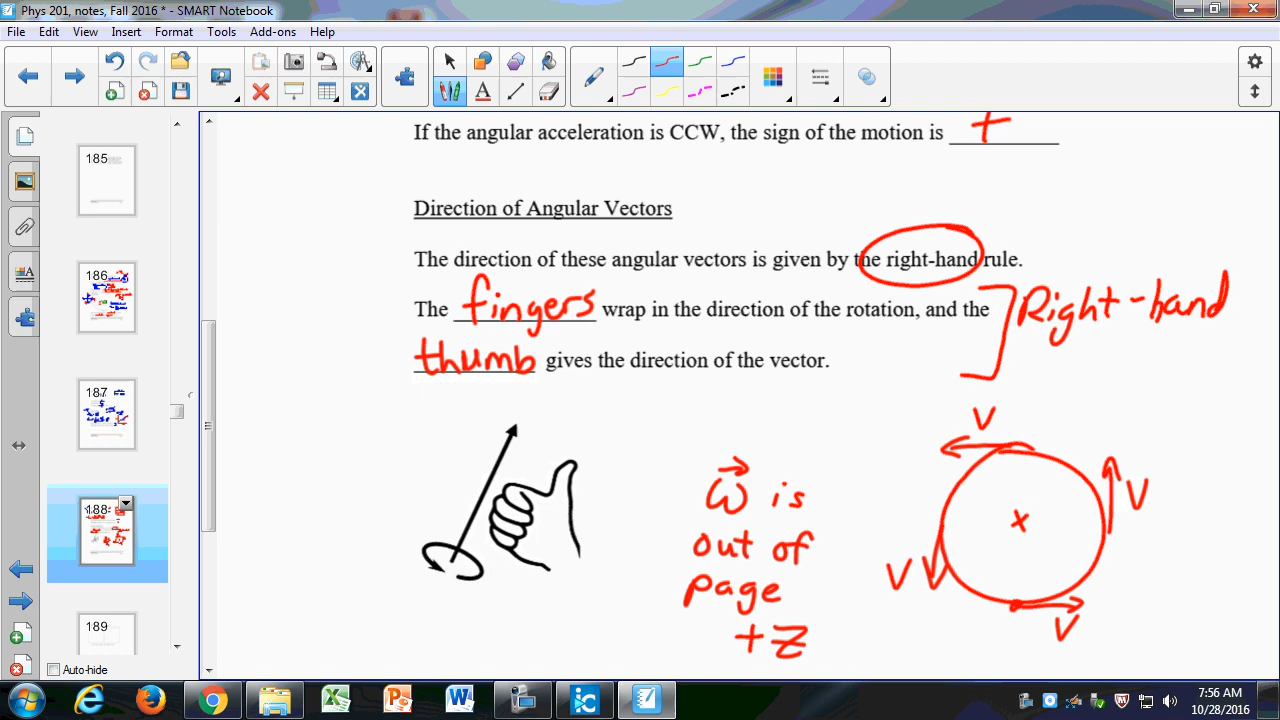 Phys 201, notes, Fall 2016 * - SMART Notebook
File Edit View Insert Format Tools Add-ons Help
If the angular acceleration is CCW, the sign of the motion is +
Direction of Angular Vectors
The direction of these angular vectors is given by the right-hand rule.
The fingers wrap in the direction of the rotation, and the
Right-hand
thumb gives the direction of the vector.
V
ω is
out of
page
+z
V
V
V
x
185
186
187
188
189
Auto-hide
7:56 AM
10/28/2016